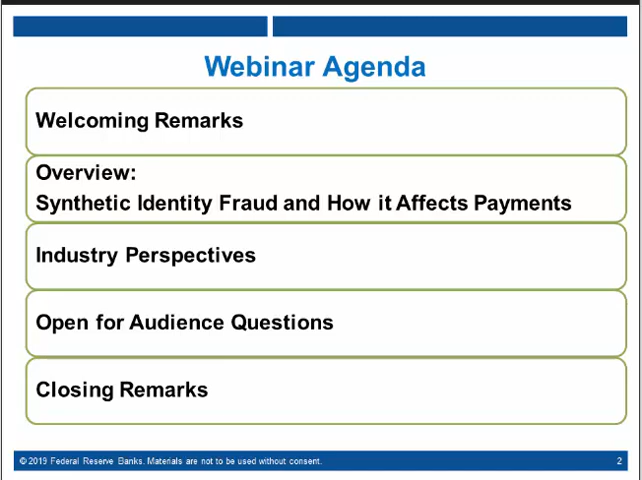 Webinar Agenda
Welcoming Remarks
Overview:
Synthetic Identity Fraud and How it Affects Payments
Industry Perspectives
Open for Audience Questions
Closing Remarks
© 2019 Federal Reserve Banks. Materials are not to be used without consent.
2